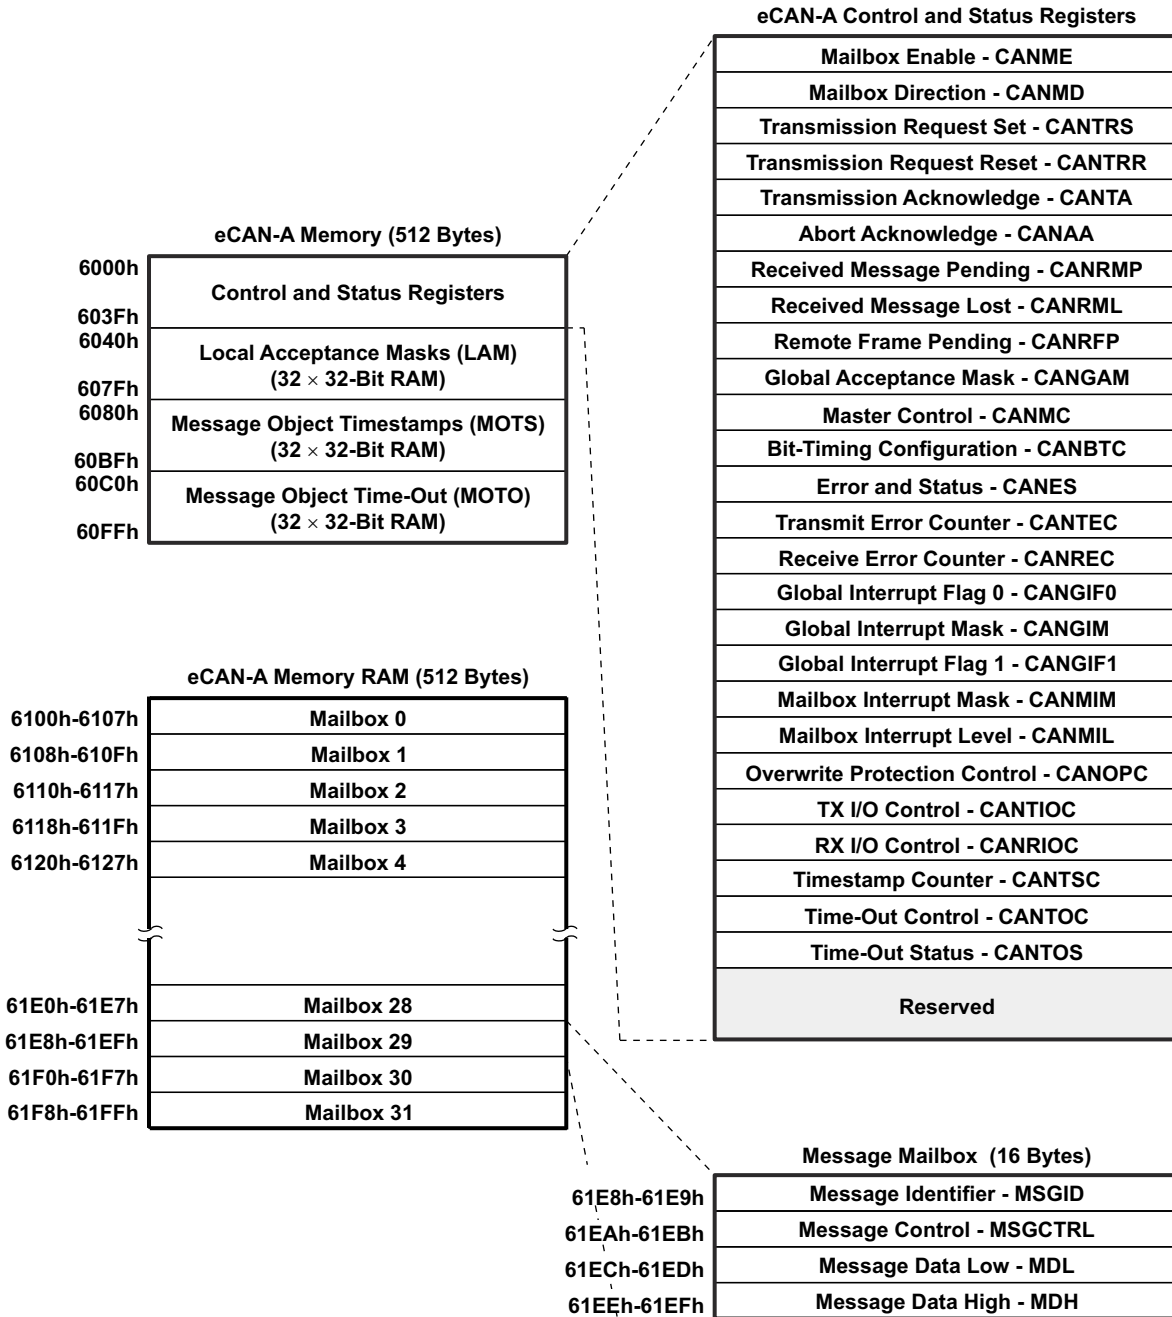 eCAN-A Control and Status Registers
Mailbox Enable - CANME
Mailbox Direction - CANMD
Transmission Request Set - CANTRS
Transmission Request Reset - CANTRR
Transmission Acknowledge - CANTA
Abort Acknowledge - CANAA
Received Message Pending - CANRMP
Received Message Lost - CANRML
Remote Frame Pending - CANRFP
Global Acceptance Mask - CANGAM
Master Control - CANMC
Bit-Timing Configuration - CANBTC
Error and Status - CANES
Transmit Error Counter - CANTEC
Receive Error Counter - CANREC
Global Interrupt Flag 0 - CANGIF0
Global Interrupt Mask - CANGIM
Global Interrupt Flag 1 - CANGIF1
Mailbox Interrupt Mask - CANMIM
Mailbox Interrupt Level - CANMIL
Overwrite Protection Control - CANOPC
TX I/O Control - CANTIOC
RX I/O Control - CANRIOC
Timestamp Counter - CANTSC
Time-Out Control - CANTOC
Time-Out Status - CANTOS
Reserved
eCAN-A Memory (512 Bytes)
6000h
Control and Status Registers
603Fh
6040h
Local Acceptance Masks (LAM)
(32 × 32-Bit RAM)
607Fh
6080h
Message Object Timestamps (MOTS)
(32 × 32-Bit RAM)
60BFh
60C0h
Message Object Time-Out (MOTO)
(32 × 32-Bit RAM)
60FFh
eCAN-A Memory RAM (512 Bytes)
6100h-6107h Mailbox 0
6108h-610Fh Mailbox 1
6110h-6117h Mailbox 2
6118h-611Fh Mailbox 3
6120h-6127h Mailbox 4
61E0h-61E7h Mailbox 28
61E8h-61EFh Mailbox 29
61F0h-61F7h Mailbox 30
61F8h-61FFh Mailbox 31
Message Mailbox (16 Bytes)
61E8h-61E9h Message Identifier - MSGID
61EAh-61EBh Message Control - MSGCTRL
61ECh-61EDh Message Data Low - MDL
61EEh-61EFh Message Data High - MDH